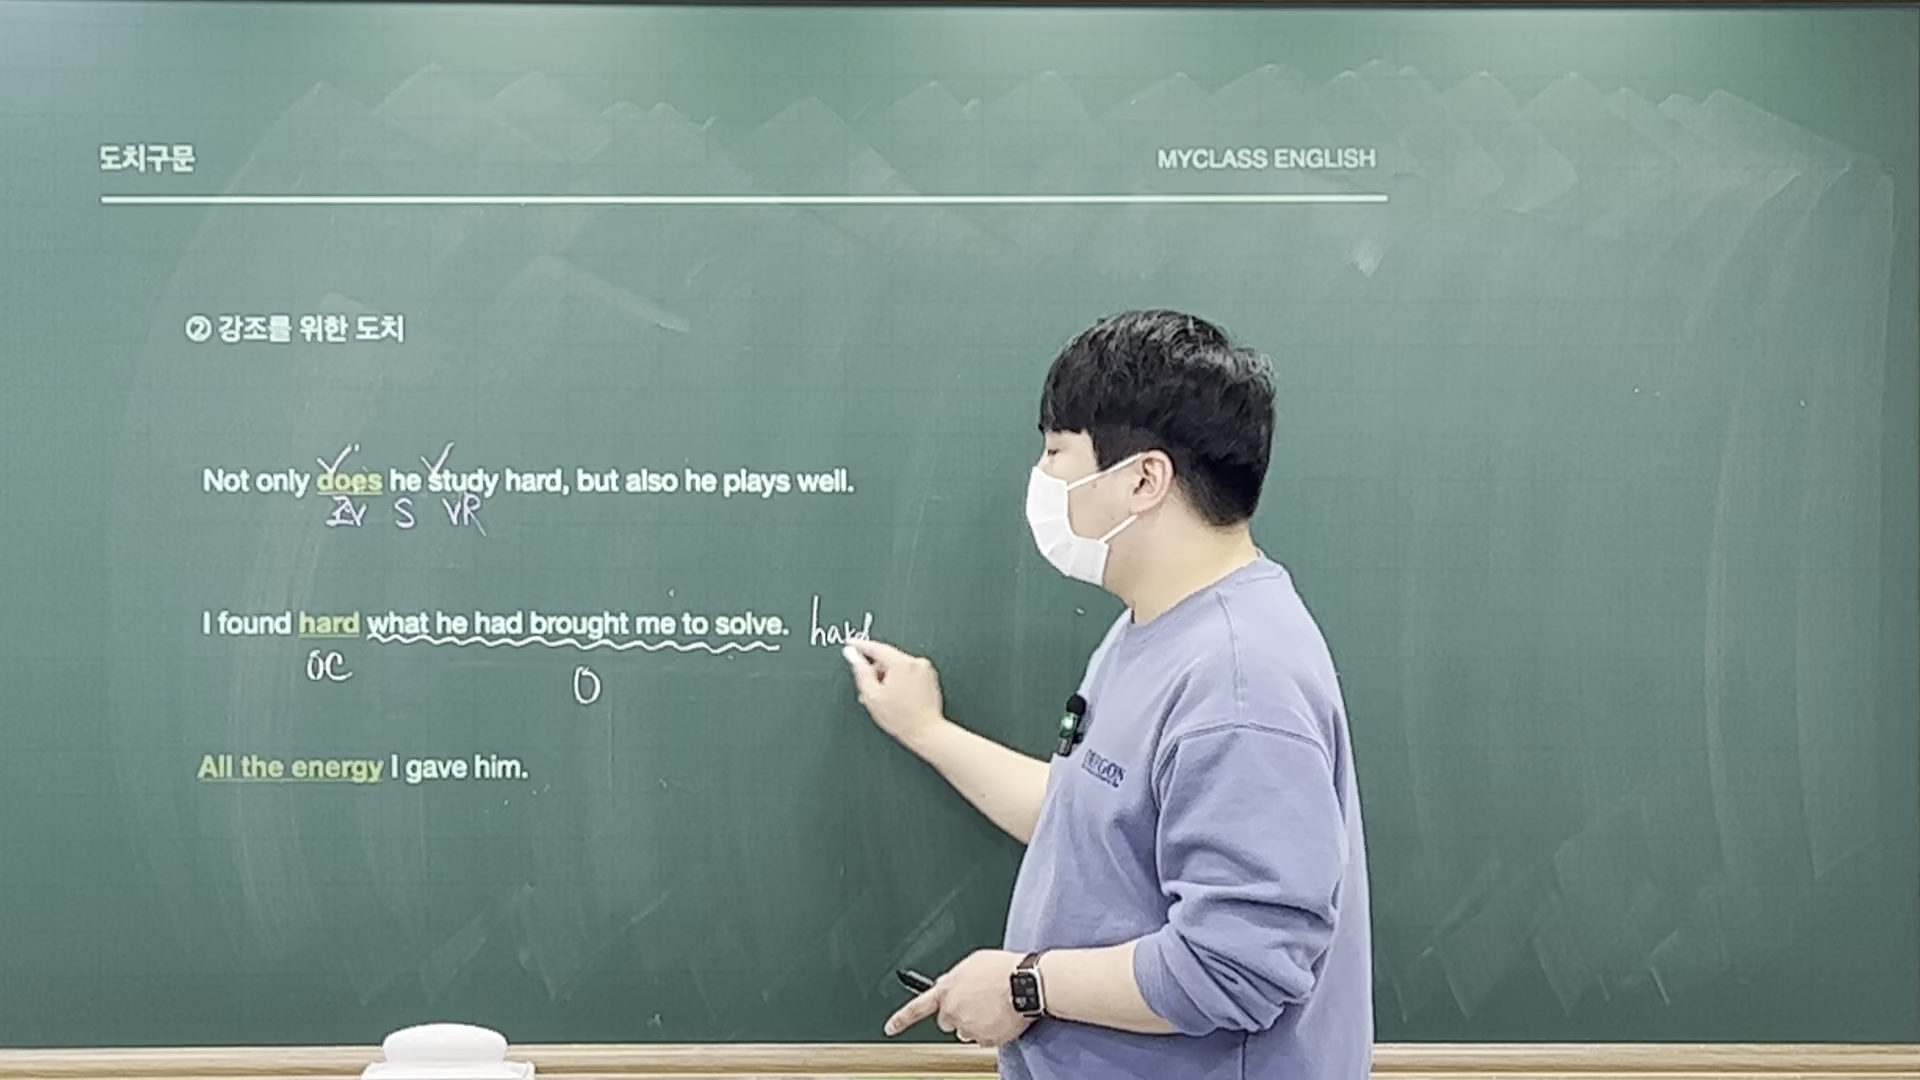 도치구문
MYCLASS ENGLISH
② 강조를 위한 도치
Not only does he study hard, but also he plays well.
S VR
I found hard what he had brought me to solve. hard
OC
O
All the energy I gave him.